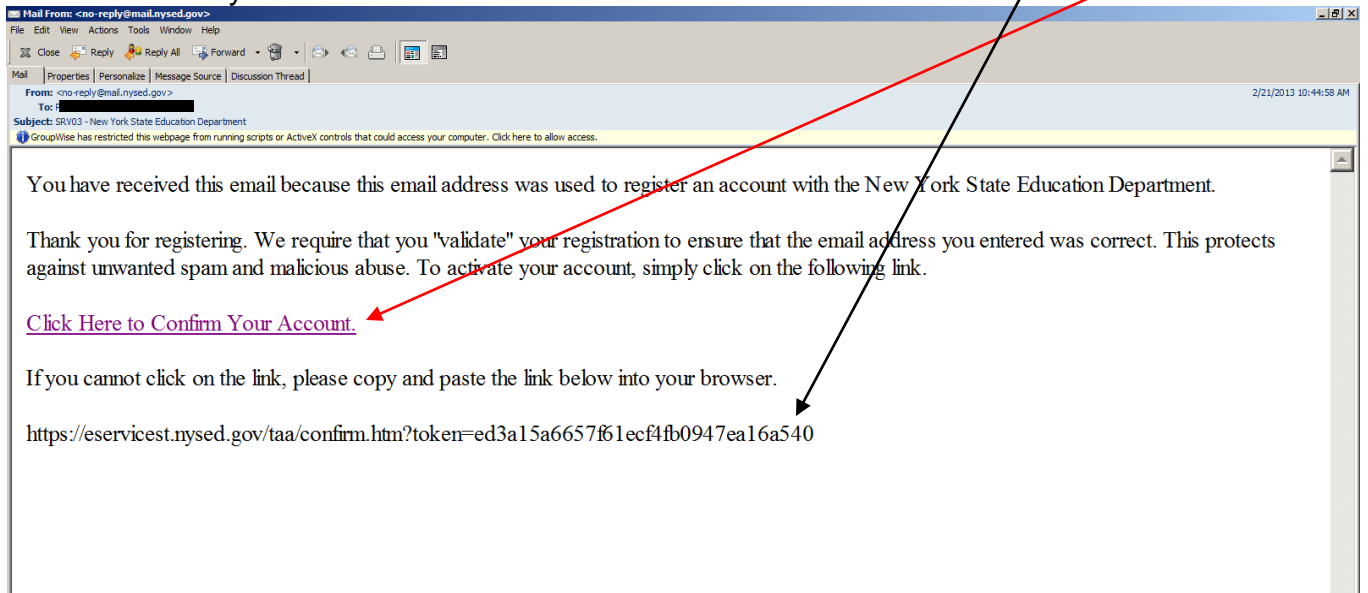 Mail From: <no-reply@mail.nysed.gov>
File Edit View Actions Tools Window Help
Close Reply Reply All Forward
Mail Properties Personalize Message Source Discussion Thread
From: <no-reply@mail.nysed.gov> 2/21/2013 10:44:58 AM
To:
Subject: SRV03 - New York State Education Department
GroupWise has restricted this webpage from running scripts or ActiveX controls that could access your computer. Click here to allow access.
You have received this email because this email address was used to register an account with the New York State Education Department.
Thank you for registering. We require that you "validate" your registration to ensure that the email address you entered was correct. This protects
against unwanted spam and malicious abuse. To activate your account, simply click on the following link.
Click Here to Confirm Your Account.
If you cannot click on the link, please copy and paste the link below into your browser.
https://eservicest.nysed.gov/taa/confirm.htm?token=ed3a15a6657f61ecf4fb0947ea16a540